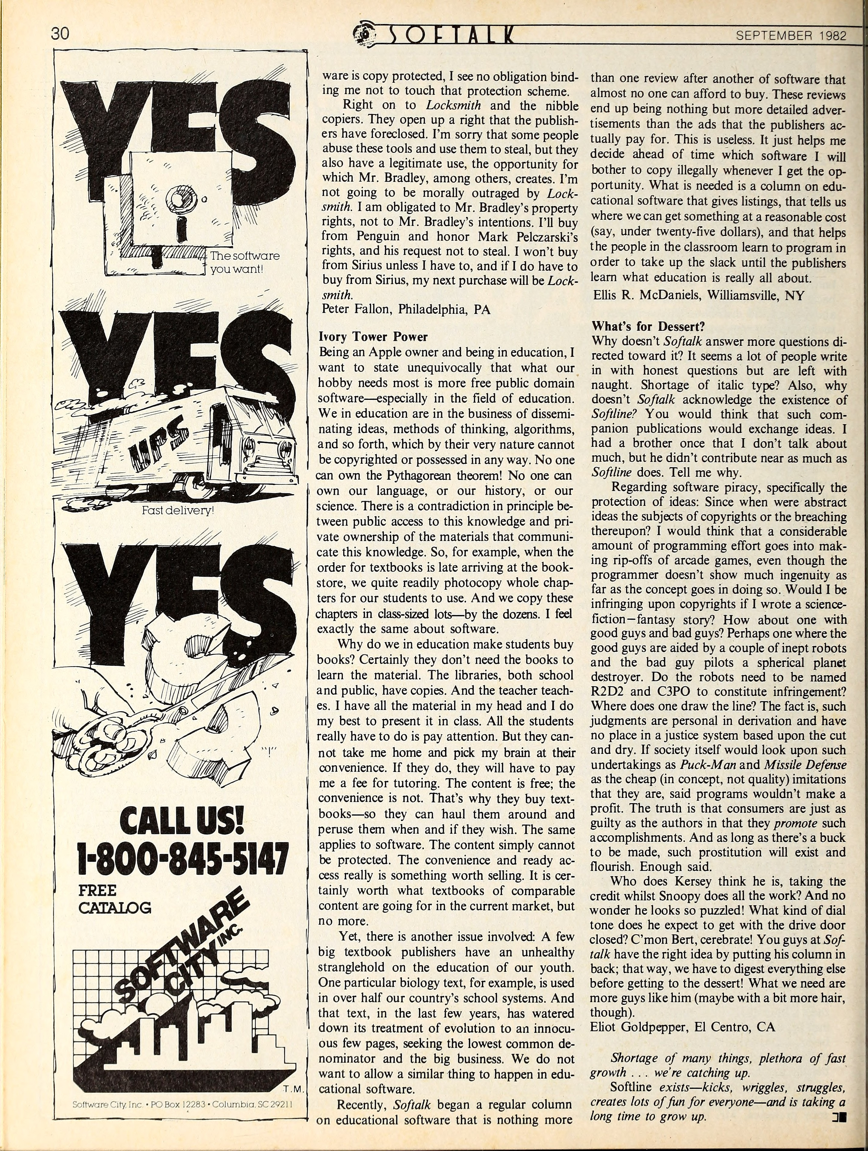 30
SOFTALK
SEPTEMBER 1982
YES
The software
you want!
YES
UPS
Fast delivery!
YES
"!"
CALL US!
1-800-845-5147
FREE
CATALOG
SOFTWARE
CITY INC.
T.M.
Software City, Inc. • PO Box 12283 • Columbia, SC 29211
ware is copy protected, I see no obligation bind-
ing me not to touch that protection scheme.
Right on to Locksmith and the nibble
copiers. They open up a right that the publish-
ers have foreclosed. I'm sorry that some people
abuse these tools and use them to steal, but they
also have a legitimate use, the opportunity for
which Mr. Bradley, among others, creates. I'm
not going to be morally outraged by Lock-
smith. I am obligated to Mr. Bradley's property
rights, not to Mr. Bradley's intentions. I'll buy
from Penguin and honor Mark Pelczarski's
rights, and his request not to steal. I won't buy
from Sirius unless I have to, and if I do have to
buy from Sirius, my next purchase will be Lock-
smith.
Peter Fallon, Philadelphia, PA
Ivory Tower Power
Being an Apple owner and being in education, I
want to state unequivocally that what our
hobby needs most is more free public domain
software—especially in the field of education.
We in education are in the business of dissemi-
nating ideas, methods of thinking, algorithms,
and so forth, which by their very nature cannot
be copyrighted or possessed in any way. No one
can own the Pythagorean theorem! No one can
own our language, or our history, or our
science. There is a contradiction in principle be-
tween public access to this knowledge and pri-
vate ownership of the materials that communi-
cate this knowledge. So, for example, when the
order for textbooks is late arriving at the book-
store, we quite readily photocopy whole chap-
ters for our students to use. And we copy these
chapters in class-sized lots—by the dozens. I feel
exactly the same about software.
Why do we in education make students buy
books? Certainly they don't need the books to
learn the material. The libraries, both school
and public, have copies. And the teacher teach-
es. I have all the material in my head and I do
my best to present it in class. All the students
really have to do is pay attention. But they can-
not take me home and pick my brain at their
convenience. If they do, they will have to pay
me a fee for tutoring. The content is free; the
convenience is not. That's why they buy text-
books—so they can haul them around and
peruse them when and if they wish. The same
applies to software. The content simply cannot
be protected. The convenience and ready ac-
cess really is something worth selling. It is cer-
tainly worth what textbooks of comparable
content are going for in the current market, but
no more.
Yet, there is another issue involved: A few
big textbook publishers have an unhealthy
stranglehold on the education of our youth.
One particular biology text, for example, is used
in over half our country's school systems. And
that text, in the last few years, has watered
down its treatment of evolution to an innocu-
ous few pages, seeking the lowest common de-
nominator and the big business. We do not
want to allow a similar thing to happen in edu-
cational software.
Recently, Softalk began a regular column
on educational software that is nothing more
than one review after another of software that
almost no one can afford to buy. These reviews
end up being nothing but more detailed adver-
tisements than the ads that the publishers ac-
tually pay for. This is useless. It just helps me
decide ahead of time which software I will
bother to copy illegally whenever I get the op-
portunity. What is needed is a column on edu-
cational software that gives listings, that tells us
where we can get something at a reasonable cost
(say, under twenty-five dollars), and that helps
the people in the classroom learn to program in
order to take up the slack until the publishers
learn what education is really all about.
Ellis R. McDaniels, Williamsville, NY
What's for Dessert?
Why doesn't Softalk answer more questions di-
rected toward it? It seems a lot of people write
in with honest questions but are left with
naught. Shortage of italic type? Also, why
doesn't Softalk acknowledge the existence of
Softline? You would think that such com-
panion publications would exchange ideas. I
had a brother once that I don't talk about
much, but he didn't contribute near as much as
Softline does. Tell me why.
Regarding software piracy, specifically the
protection of ideas: Since when were abstract
ideas the subjects of copyrights or the breaching
thereupon? I would think that a considerable
amount of programming effort goes into mak-
ing rip-offs of arcade games, even though the
programmer doesn't show much ingenuity as
far as the concept goes in doing so. Would I be
infringing upon copyrights if I wrote a science-
fiction–fantasy story? How about one with
good guys and bad guys? Perhaps one where the
good guys are aided by a couple of inept robots
and the bad guy pilots a spherical planet
destroyer. Do the robots need to be named
R2D2 and C3PO to constitute infringement?
Where does one draw the line? The fact is, such
judgments are personal in derivation and have
no place in a justice system based upon the cut
and dry. If society itself would look upon such
undertakings as Puck-Man and Missile Defense
as the cheap (in concept, not quality) imitations
that they are, said programs wouldn't make a
profit. The truth is that consumers are just as
guilty as the authors in that they promote such
accomplishments. And as long as there's a buck
to be made, such prostitution will exist and
flourish. Enough said.
Who does Kersey think he is, taking the
credit whilst Snoopy does all the work? And no
wonder he looks so puzzled! What kind of dial
tone does he expect to get with the drive door
closed? C'mon Bert, cerebrate! You guys at Sof-
talk have the right idea by putting his column in
back; that way, we have to digest everything else
before getting to the dessert! What we need are
more guys like him (maybe with a bit more hair,
though).
Eliot Goldpepper, El Centro, CA
Shortage of many things, plethora of fast
growth . . . we're catching up.
Softline exists—kicks, wriggles, struggles,
creates lots of fun for everyone—and is taking a
long time to grow up.